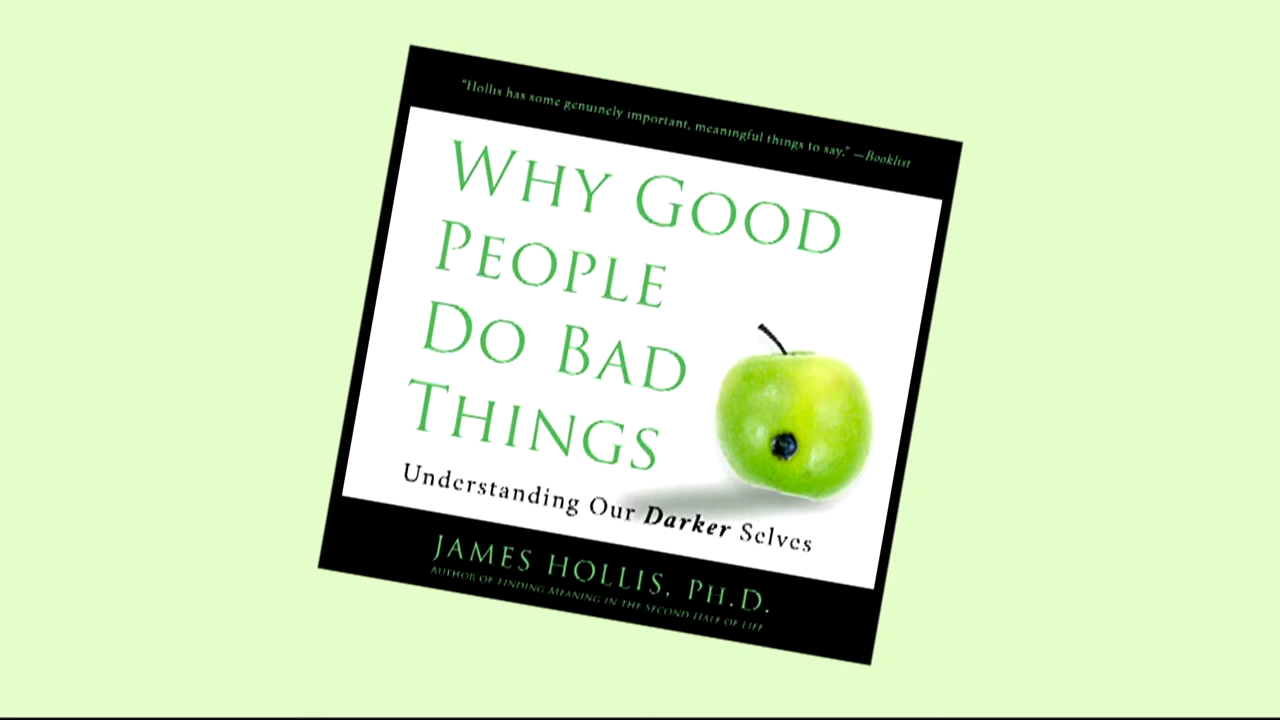 "Hollis has some genuinely important, meaningful things to say." —Booklist
WHY GOOD
PEOPLE
DO BAD
THINGS
Understanding Our Darker Selves
JAMES HOLLIS, PH.D.
AUTHOR OF FINDING MEANING IN THE SECOND HALF OF LIFE